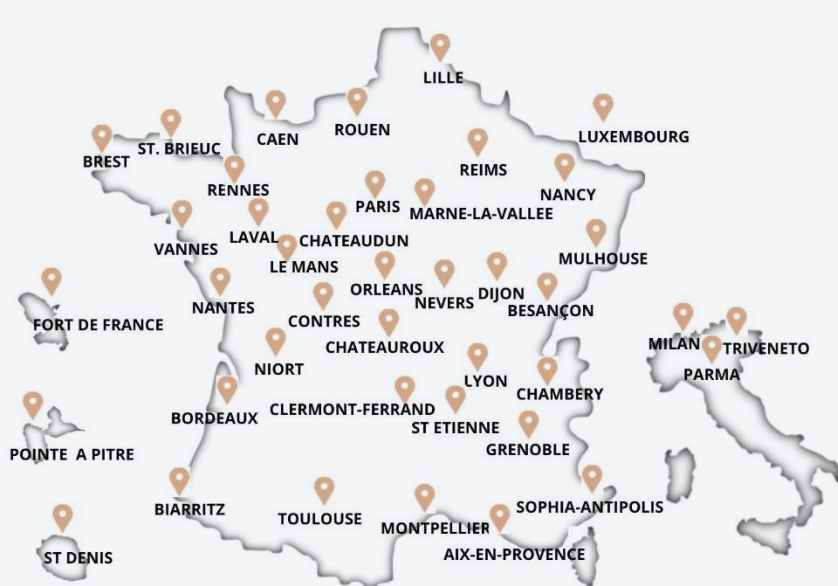 LILLE
LUXEMBOURG
ROUEN
CAEN
ST. BRIEUC
BREST
REIMS
NANCY
RENNES
PARIS
MARNE-LA-VALLEE
LAVAL
CHATEAUDUN
VANNES
MULHOUSE
LE MANS
ORLEANS
NEVERS
DIJON
BESANÇON
NANTES
CONTRES
FORT DE FRANCE
CHATEAUROUX
MILAN
TRIVENETO
NIORT
PARMA
LYON
CHAMBERY
CLERMONT-FERRAND
BORDEAUX
ST ETIENNE
GRENOBLE
POINTE A PITRE
SOPHIA-ANTIPOLIS
BIARRITZ
TOULOUSE
MONTPELLIER
AIX-EN-PROVENCE
ST DENIS